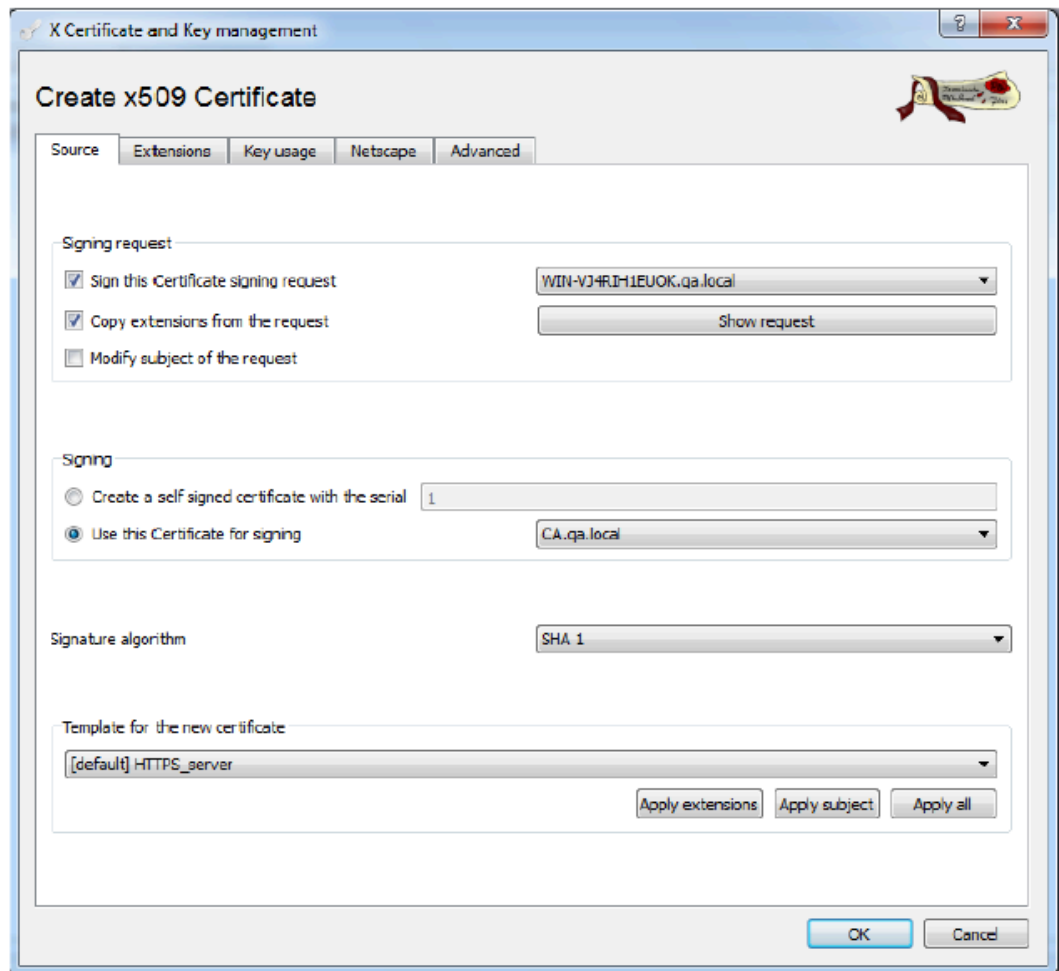 X Certificate and Key management
Create x509 Certificate
Source Extensions Key usage Netscape Advanced
Signing request
Sign this Certificate signing request WIN-VJ4RIH1EUOK.qa.local
Copy extensions from the request Show request
Modify subject of the request
Signing
Create a self signed certificate with the serial 1
Use this Certificate for signing CA.qa.local
Signature algorithm SHA 1
Template for the new certificate
[default] HTTPS_server
Apply extensions Apply subject Apply all
OK Cancel